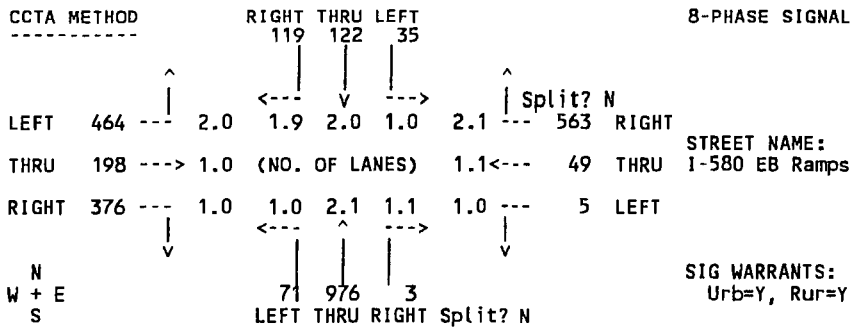 CCTA METHOD RIGHT THRU LEFT 8-PHASE SIGNAL
----------- 119 122 35
^ | | | ^
| <--- v ---> | Split? N
LEFT 464 --- 2.0 1.9 2.0 1.0 2.1 --- 563 RIGHT
STREET NAME:
THRU 198 ---> 1.0 (NO. OF LANES) 1.1<--- 49 THRU I-580 EB Ramps
RIGHT 376 --- 1.0 1.0 2.1 1.1 1.0 --- 5 LEFT
| <--- ^ ---> |
v | | | v
N SIG WARRANTS:
W + E 71 976 3 Urb=Y, Rur=Y
S LEFT THRU RIGHT Split? N